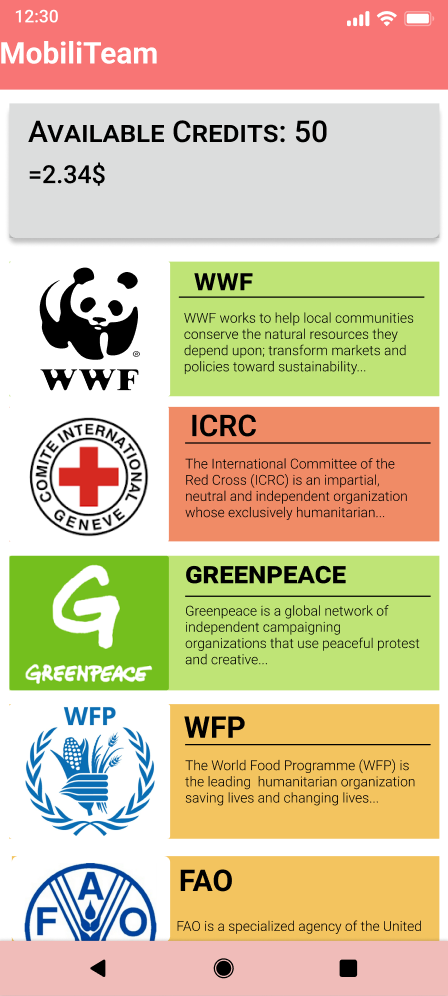 12:30
MobiliTeam
Available Credits: 50
=2.34$
WWF
WWF
WWF works to help local communities
conserve the natural resources they
depend upon; transform markets and
policies toward sustainability...
COMITE INTERNATIONAL
GENEVE
ICRC
The International Committee of the
Red Cross (ICRC) is an impartial,
neutral and independent organization
whose exclusively humanitarian...
G
GREENPEACE
GREENPEACE
Greenpeace is a global network of
independent campaigning
organizations that use peaceful protest
and creative...
WFP
WFP
The World Food Programme (WFP) is
the leading  humanitarian organization
saving lives and changing lives...
FAO
FAO
FAO is a specialized agency of the United